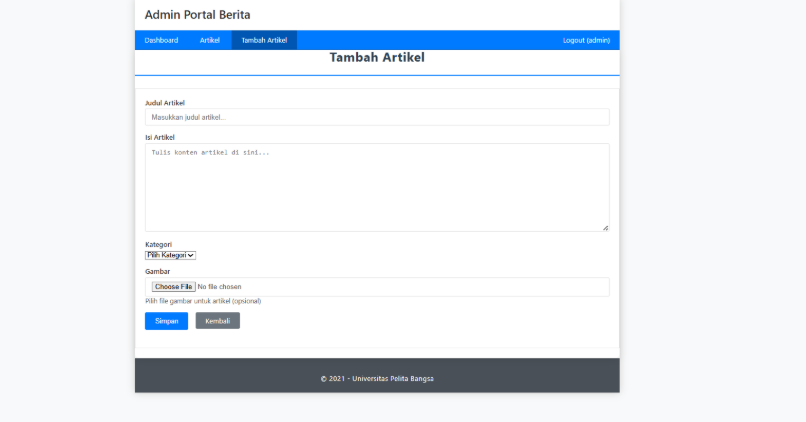 Admin Portal Berita
Dashboard Artikel Tambah Artikel Logout (admin)
Tambah Artikel
Judul Artikel
Masukkan judul artikel...
Isi Artikel
Tulis konten artikel di sini...
Kategori
Pilih Kategori
Gambar
Choose File No file chosen
Pilih file gambar untuk artikel (opsional)
Simpan Kembali
© 2021 - Universitas Pelita Bangsa